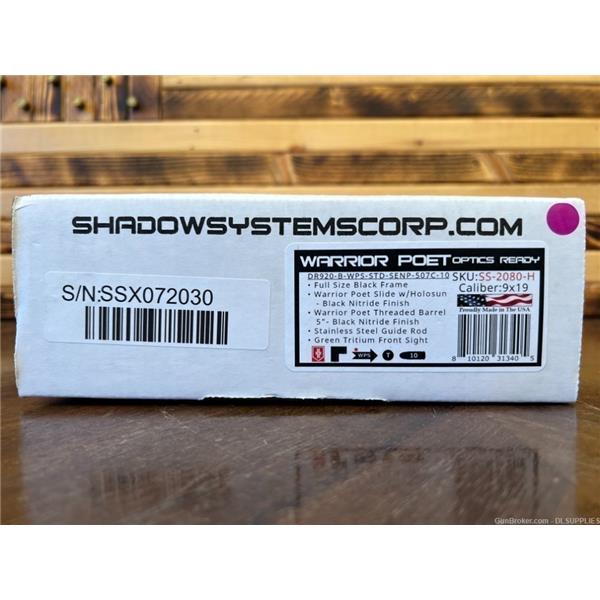 SHADOWSYSTEMSCORP.COM
S/N:SSX072030
WARRIOR POET OPTICS READY
DR920-B-WPS-STD-SENP-S07C-10
• Full Size Black Frame
• Warrior Poet Slide w/Holosun
- Black Nitride Finish
• Warrior Poet Threaded Barrel
5"- Black Nitride Finish
• Stainless Steel Guide Rod
• Green Tritium Front Sight
WPS
T
10
SKU:SS-2080-H
Caliber:9x19
Proudly Made in The USA
8 10120 31340 5
GunBroker.com - DLSUPPLIES